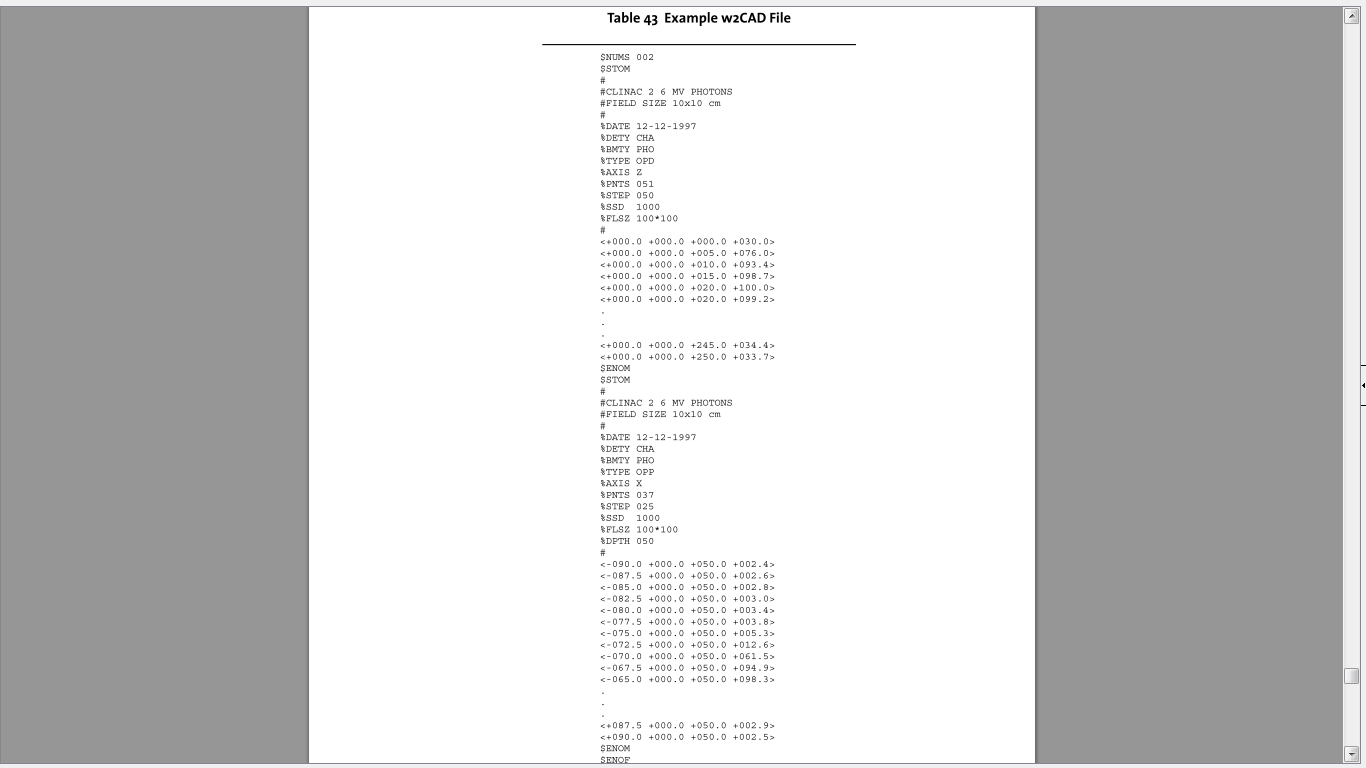 Table 43 Example w2CAD File
$NUMS 002
$STOM
#
#CLINAC 2 6 MV PHOTONS
#FIELD SIZE 10x10 cm
#
%DATE 12-12-1997
%DETY CHA
%BMTY PHO
%TYPE OPD
%AXIS Z
%PNTS 051
%STEP 050
%SSD  1000
%FLSZ 100*100
#
<+000.0 +000.0 +000.0 +030.0>
<+000.0 +000.0 +005.0 +076.0>
<+000.0 +000.0 +010.0 +093.4>
<+000.0 +000.0 +015.0 +098.7>
<+000.0 +000.0 +020.0 +100.0>
<+000.0 +000.0 +020.0 +099.2>
.
.
.
<+000.0 +000.0 +245.0 +034.4>
<+000.0 +000.0 +250.0 +033.7>
$ENOM
$STOM
#
#CLINAC 2 6 MV PHOTONS
#FIELD SIZE 10x10 cm
#
%DATE 12-12-1997
%DETY CHA
%BMTY PHO
%TYPE OPP
%AXIS X
%PNTS 037
%STEP 025
%SSD  1000
%FLSZ 100*100
%DPTH 050
#
<-090.0 +000.0 +050.0 +002.4>
<-087.5 +000.0 +050.0 +002.6>
<-085.0 +000.0 +050.0 +002.8>
<-082.5 +000.0 +050.0 +003.0>
<-080.0 +000.0 +050.0 +003.4>
<-077.5 +000.0 +050.0 +003.8>
<-075.0 +000.0 +050.0 +005.3>
<-072.5 +000.0 +050.0 +012.6>
<-070.0 +000.0 +050.0 +061.5>
<-067.5 +000.0 +050.0 +094.9>
<-065.0 +000.0 +050.0 +098.3>
.
.
.
<+087.5 +000.0 +050.0 +002.9>
<+090.0 +000.0 +050.0 +002.5>
$ENOM
$ENOF